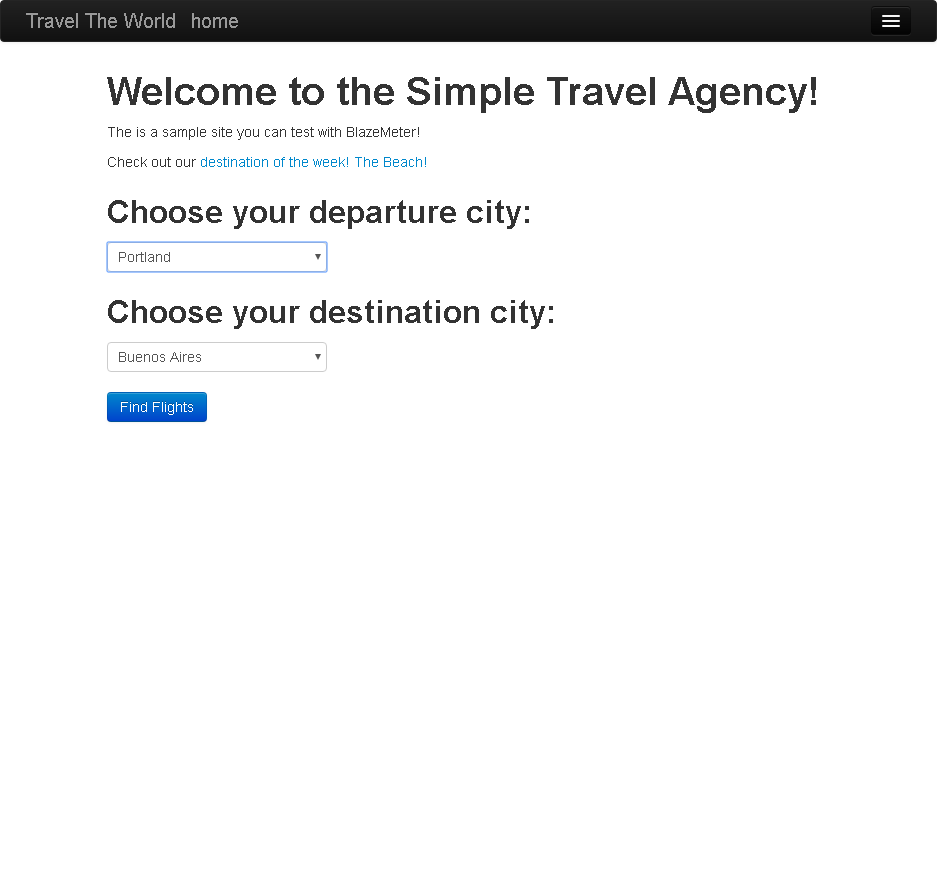 Travel The World home
Welcome to the Simple Travel Agency!
The is a sample site you can test with BlazeMeter!
Check out our destination of the week! The Beach!
Choose your departure city:
Portland
Choose your destination city:
Buenos Aires
Find Flights